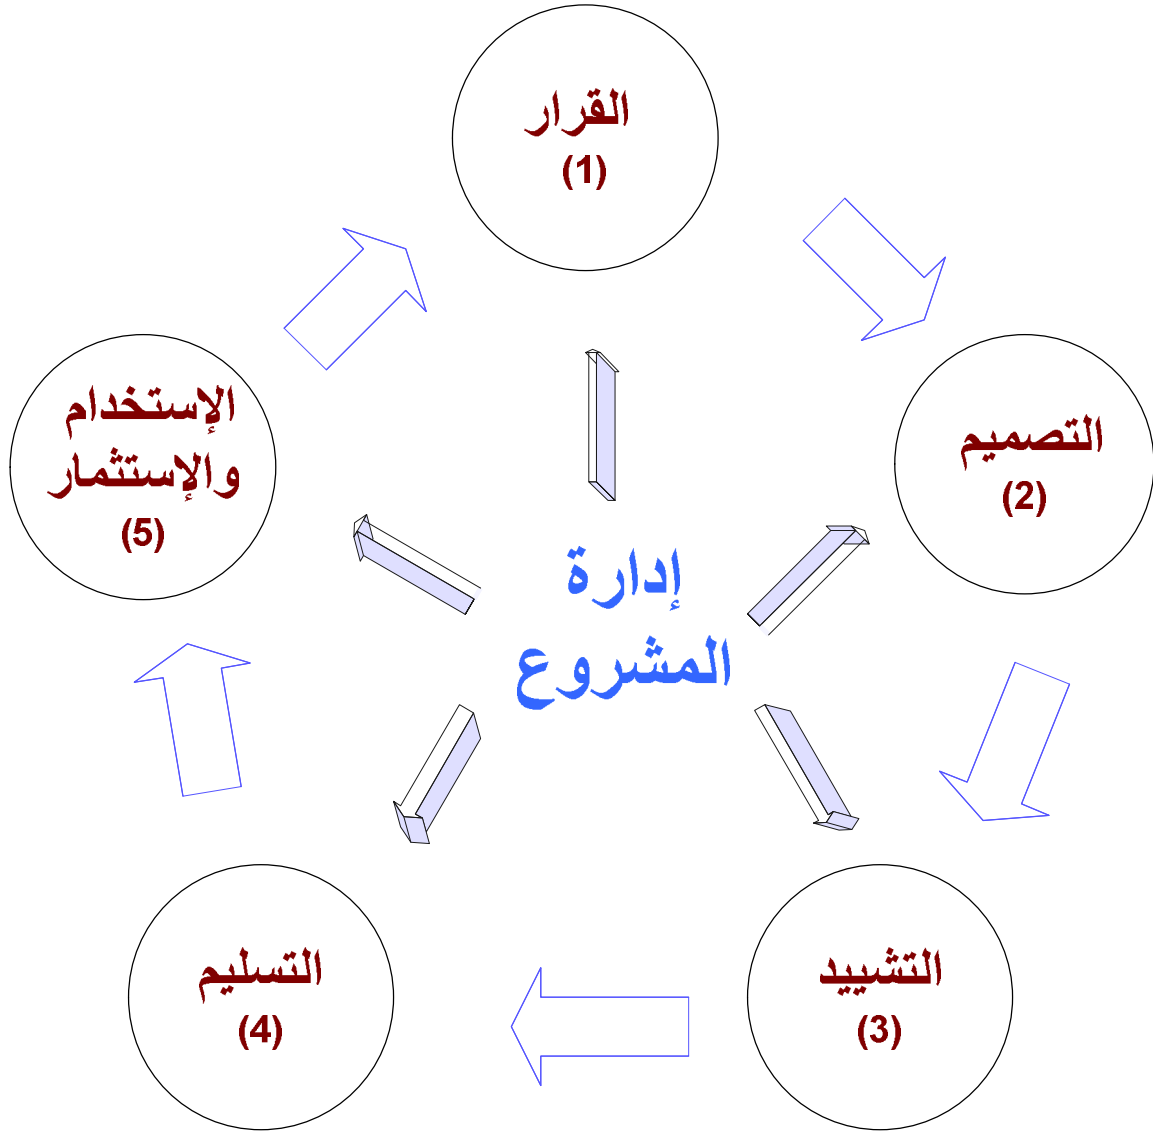 القرار
(1)
التصميم
(2)
التشييد
(3)
التسليم
(4)
الإستخدام
والإستثمار
(5)
إدارة
المشروع